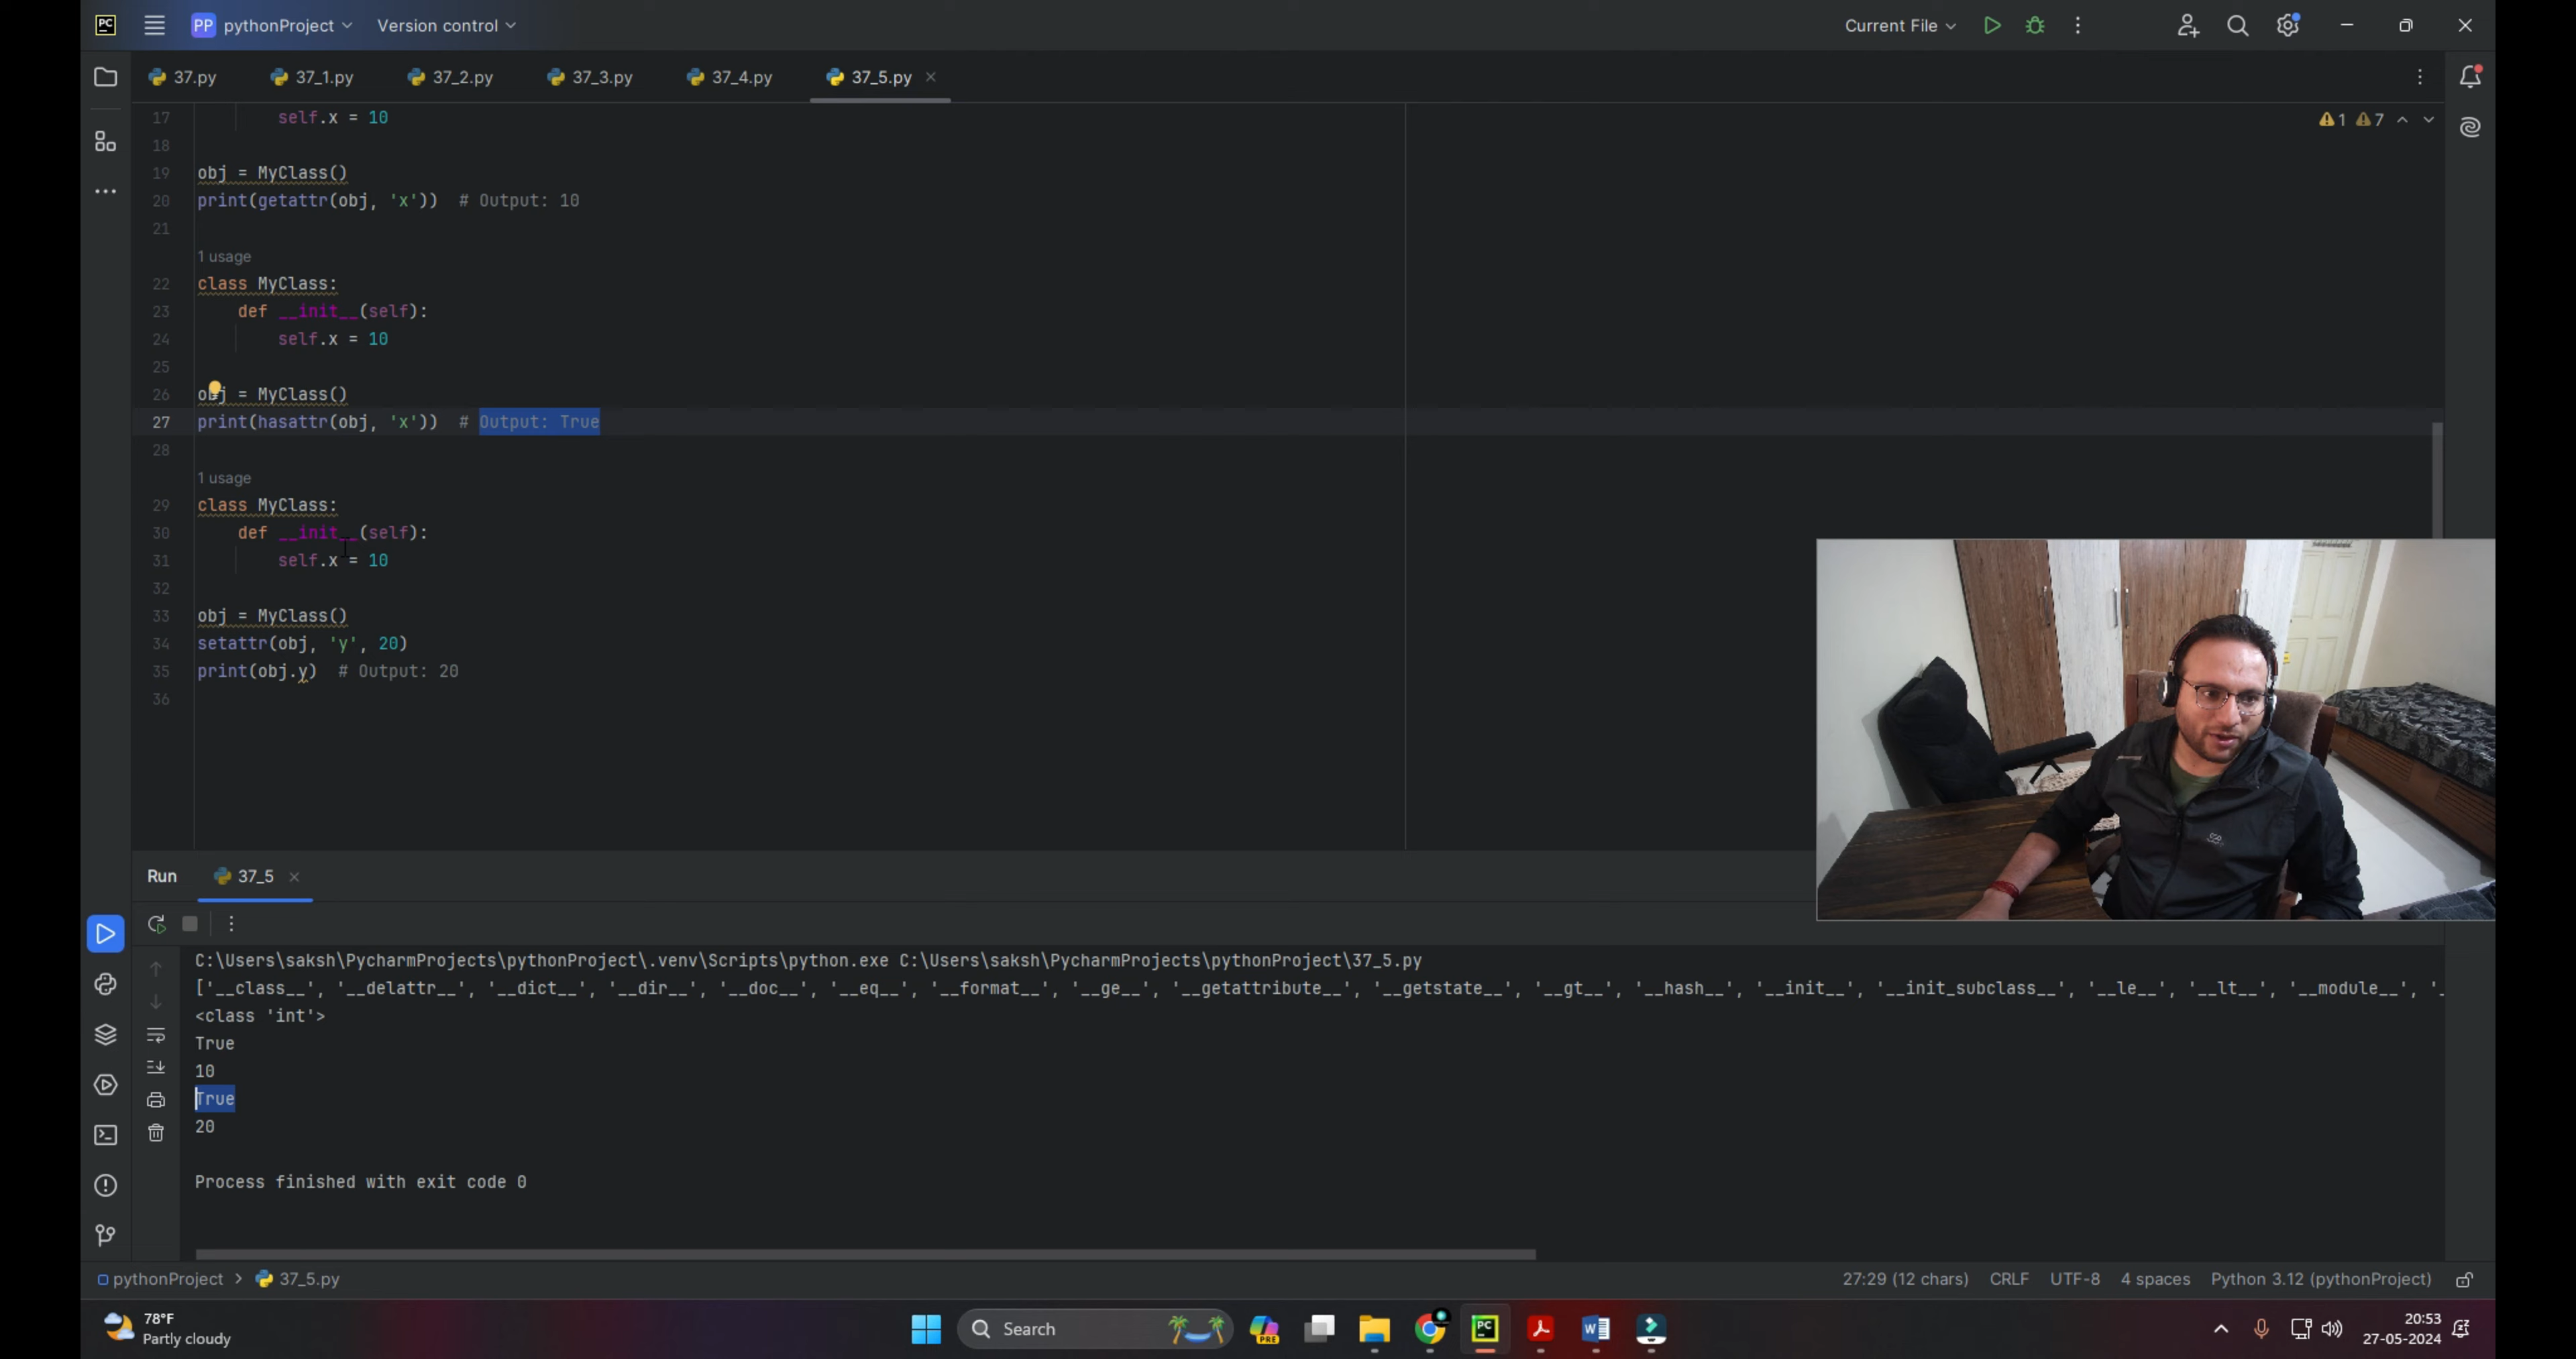 PC
PP pythonProject Version control
Current File
37.py 37_1.py 37_2.py 37_3.py 37_4.py 37_5.py
1 7
17 self.x = 10
18
19 obj = MyClass()
20 print(getattr(obj, 'x')) # Output: 10
21
1 usage
22 class MyClass:
23 def __init__(self):
24 self.x = 10
25
26 obj = MyClass()
27 print(hasattr(obj, 'x')) # Output: True
28
1 usage
29 class MyClass:
30 def __init__(self):
31 self.x = 10
32
33 obj = MyClass()
34 setattr(obj, 'y', 20)
35 print(obj.y) # Output: 20
36
Run 37_5
C:\Users\saksh\PycharmProjects\pythonProject\.venv\Scripts\python.exe C:\Users\saksh\PycharmProjects\pythonProject\37_5.py
['__class__', '__delattr__', '__dict__', '__dir__', '__doc__', '__eq__', '__format__', '__ge__', '__getattribute__', '__getstate__', '__gt__', '__hash__', '__init__', '__init_subclass__', '__le__', '__lt__', '__module__', '_
<class 'int'>
True
10
True
20
Process finished with exit code 0
pythonProject > 37_5.py
27:29 (12 chars) CRLF UTF-8 4 spaces Python 3.12 (pythonProject)
78°F
Partly cloudy
Search
PRE
PC
20:53
27-05-2024